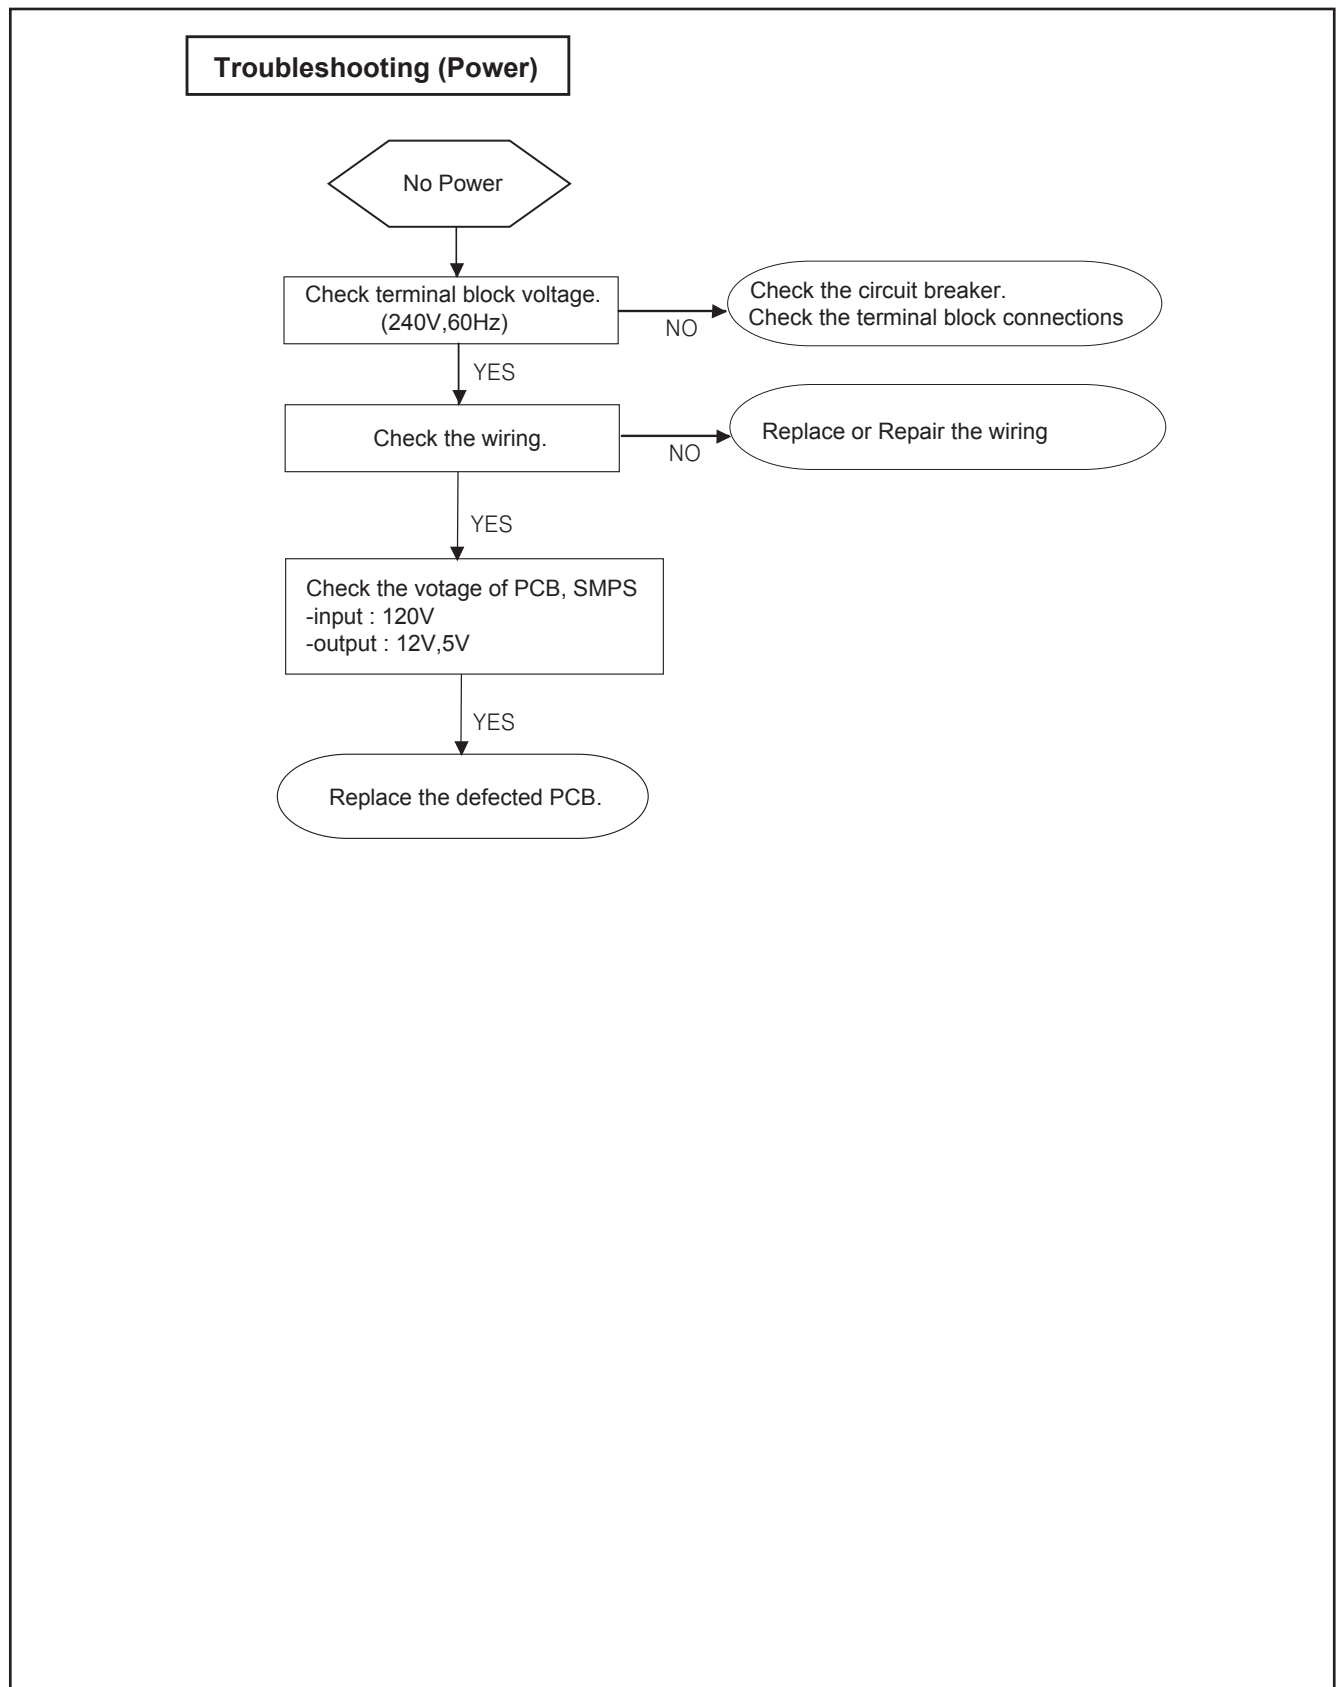 Troubleshooting (Power)
No Power
Check terminal block voltage.
(240V,60Hz)
NO
Check the circuit breaker.
Check the terminal block connections
YES
Check the wiring.
NO
Replace or Repair the wiring
YES
Check the votage of PCB, SMPS
-input : 120V
-output : 12V,5V
YES
Replace the defected PCB.